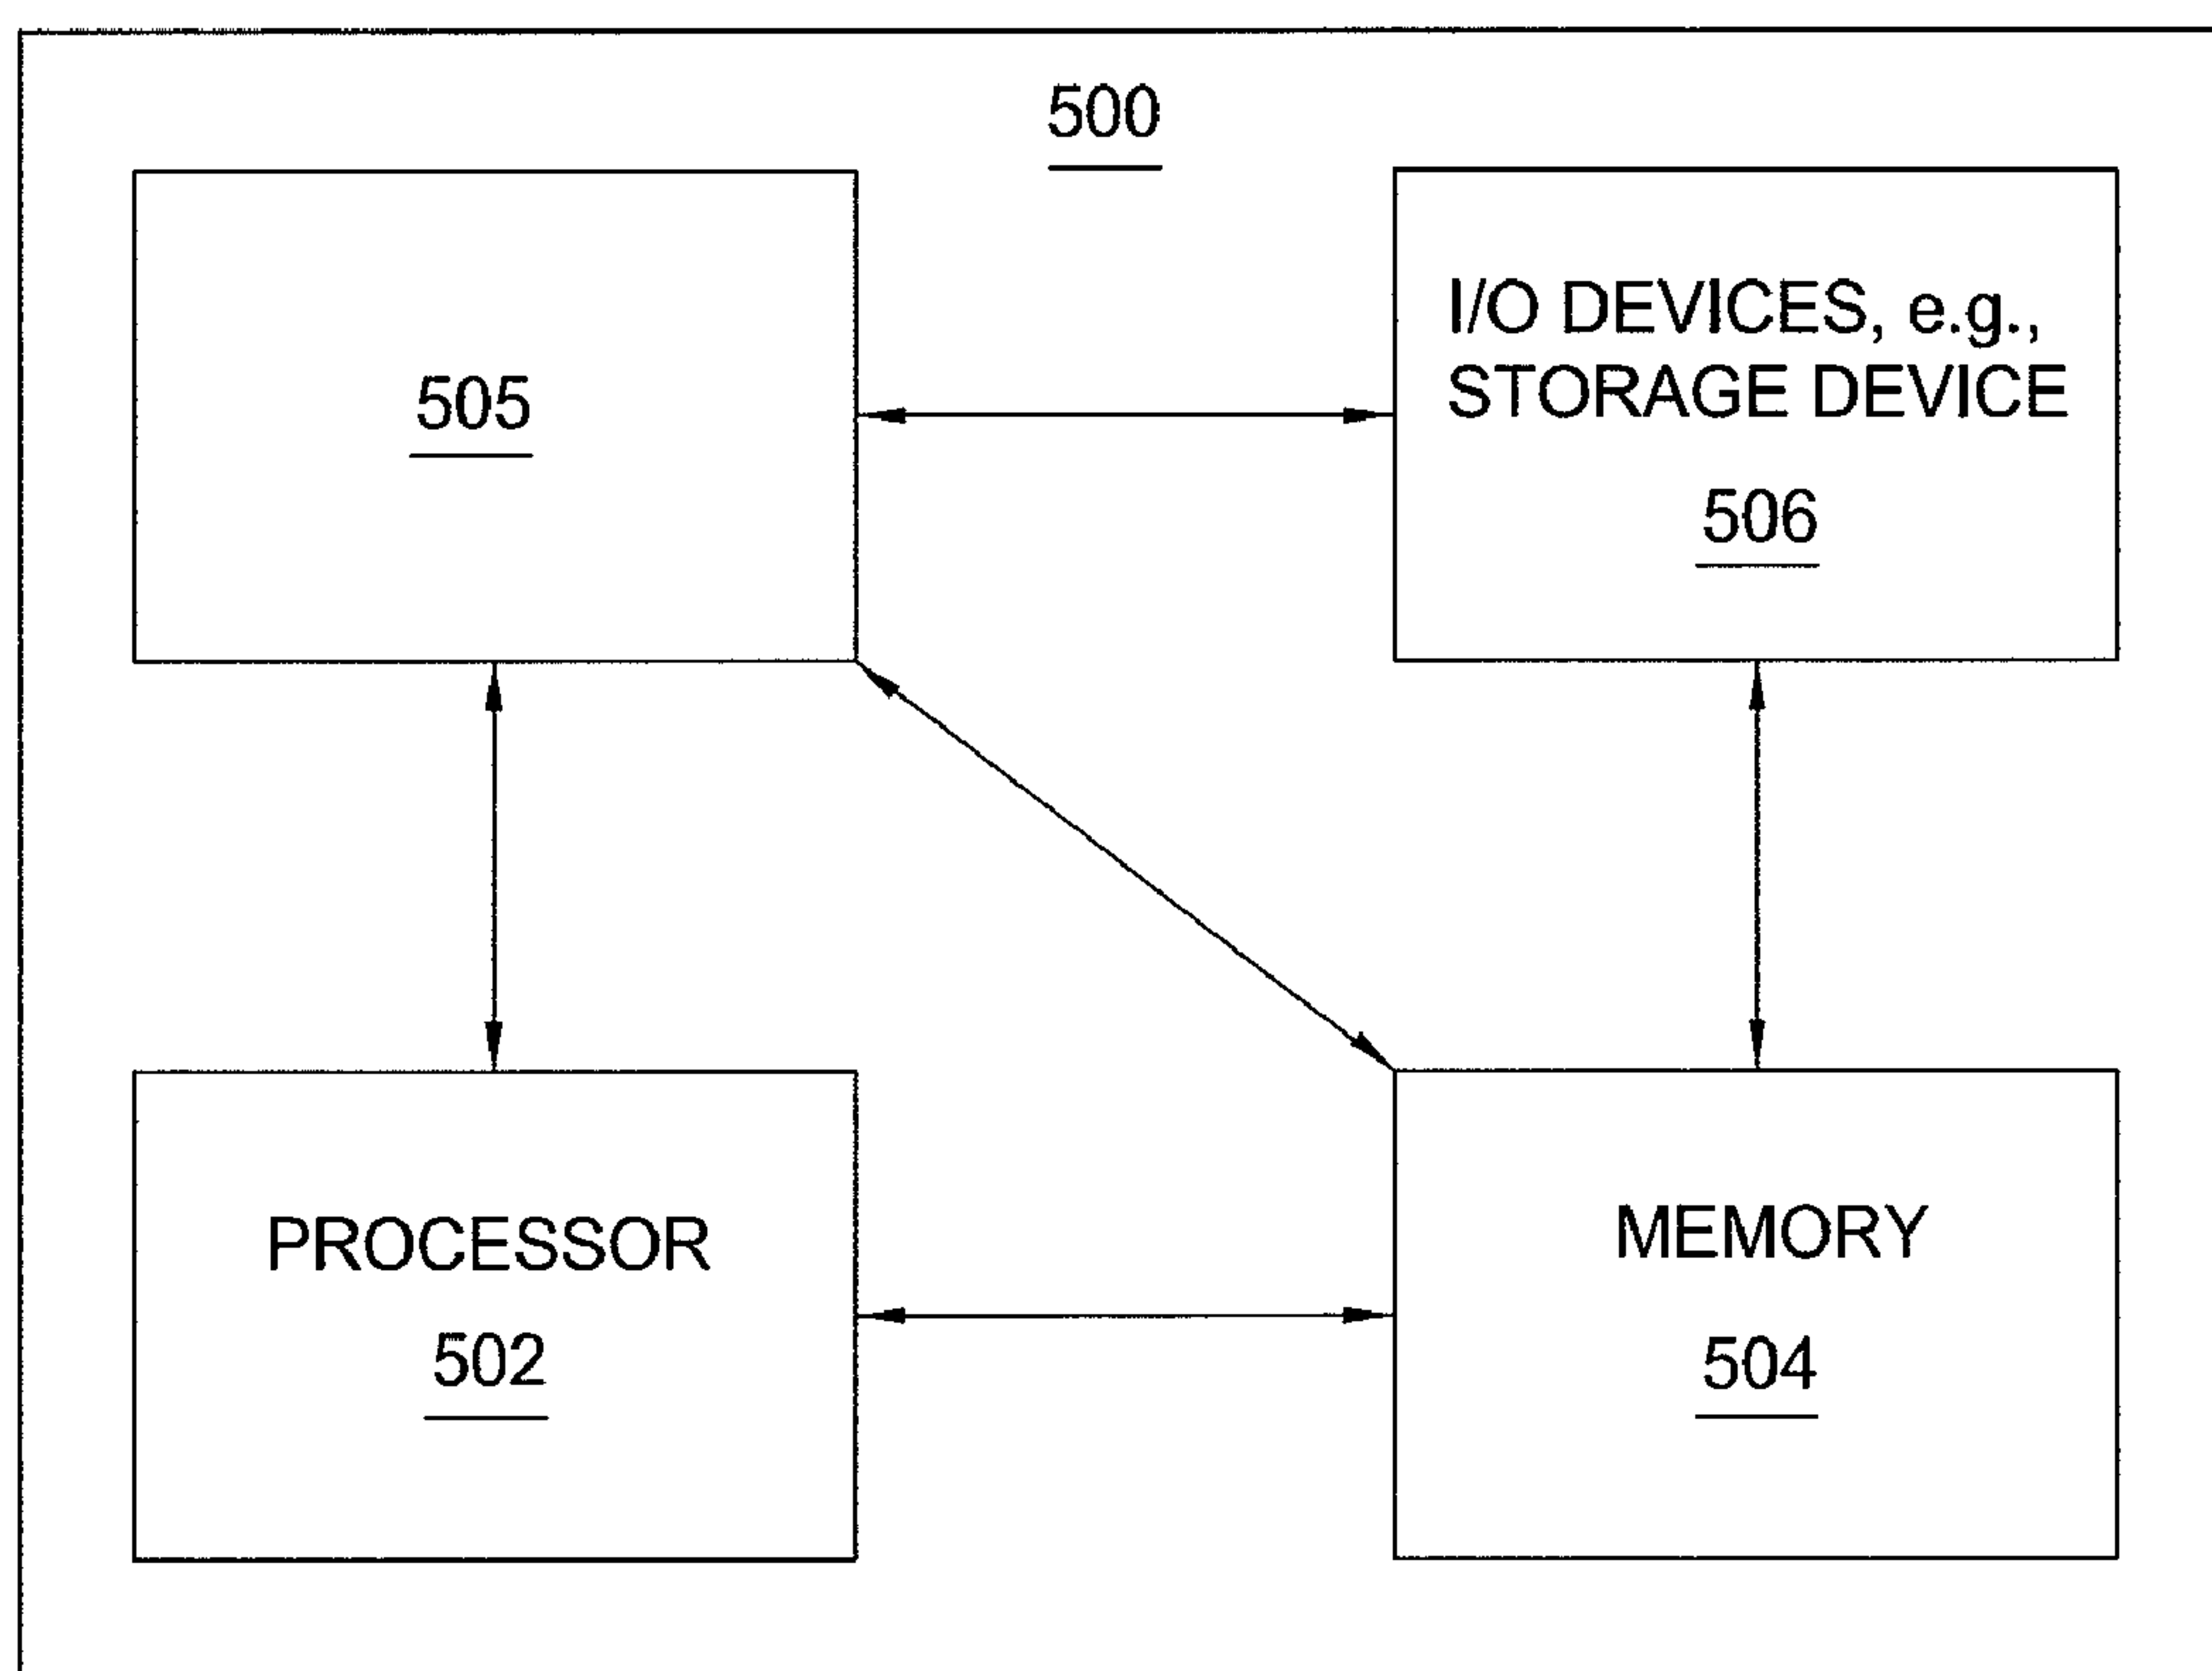 500
505
I/O DEVICES, e.g.,
STORAGE DEVICE
506
PROCESSOR
502
MEMORY
504